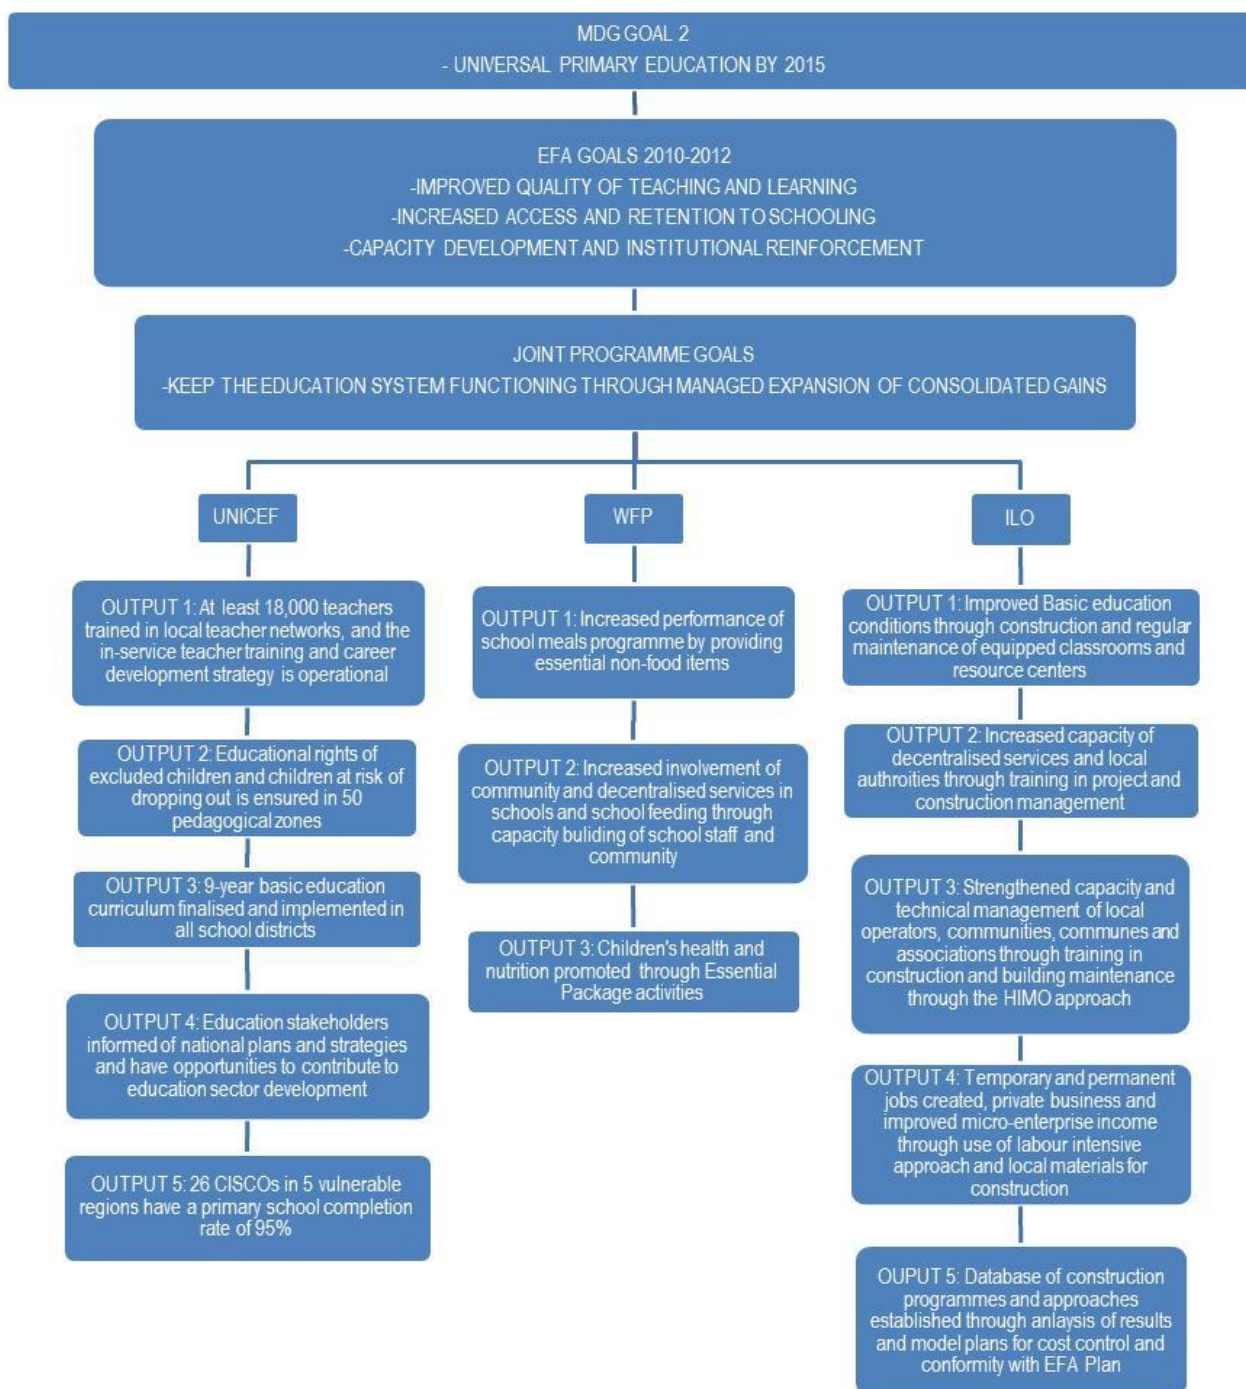 MDG GOAL 2
- UNIVERSAL PRIMARY EDUCATION BY 2015
EFA GOALS 2010-2012
-IMPROVED QUALITY OF TEACHING AND LEARNING
-INCREASED ACCESS AND RETENTION TO SCHOOLING
-CAPACITY DEVELOPMENT AND INSTITUTIONAL REINFORCEMENT
JOINT PROGRAMME GOALS
-KEEP THE EDUCATION SYSTEM FUNCTIONING THROUGH MANAGED EXPANSION OF CONSOLIDATED GAINS
UNICEF
OUTPUT 1: At least 18,000 teachers
trained in local teacher networks, and the
in-service teacher training and career
development strategy is operational
OUTPUT 2: Educational rights of
excluded children and children at risk of
dropping out is ensured in 50
pedagogical zones
OUTPUT 3: 9-year basic education
curriculum finalised and implemented in
all school districts
OUTPUT 4: Education stakeholders
informed of national plans and strategies
and have opportunities to contribute to
education sector development
OUTPUT 5: 26 CISCOs in 5 vulnerable
regions have a primary school completion
rate of 95%
WFP
OUTPUT 1: Increased performance of
school meals programme by providing
essential non-food items
OUTPUT 2: Increased involvement of
community and decentralised services in
schools and school feeding through
capacity buliding of school staff and
community
OUTPUT 3: Children's health and
nutrition promoted through Essential
Package activities
ILO
OUTPUT 1: Improved Basic education
conditions through construction and regular
maintenance of equipped classrooms and
resource centers
OUTPUT 2: Increased capacity of
decentralised services and local
authroities through training in project and
construction management
OUTPUT 3: Strengthened capacity and
technical management of local
operators, communities, communes and
associations through training in
construction and building maintenance
through the HIMO approach
OUTPUT 4: Temporary and permanent
jobs created, private business and
improved micro-enterprise income
through use of labour intensive
approach and local materials for
construction
OUPUT 5: Database of construction
programmes and approaches
established through anlaysis of results
and model plans for cost control and
conformity with EFA Plan